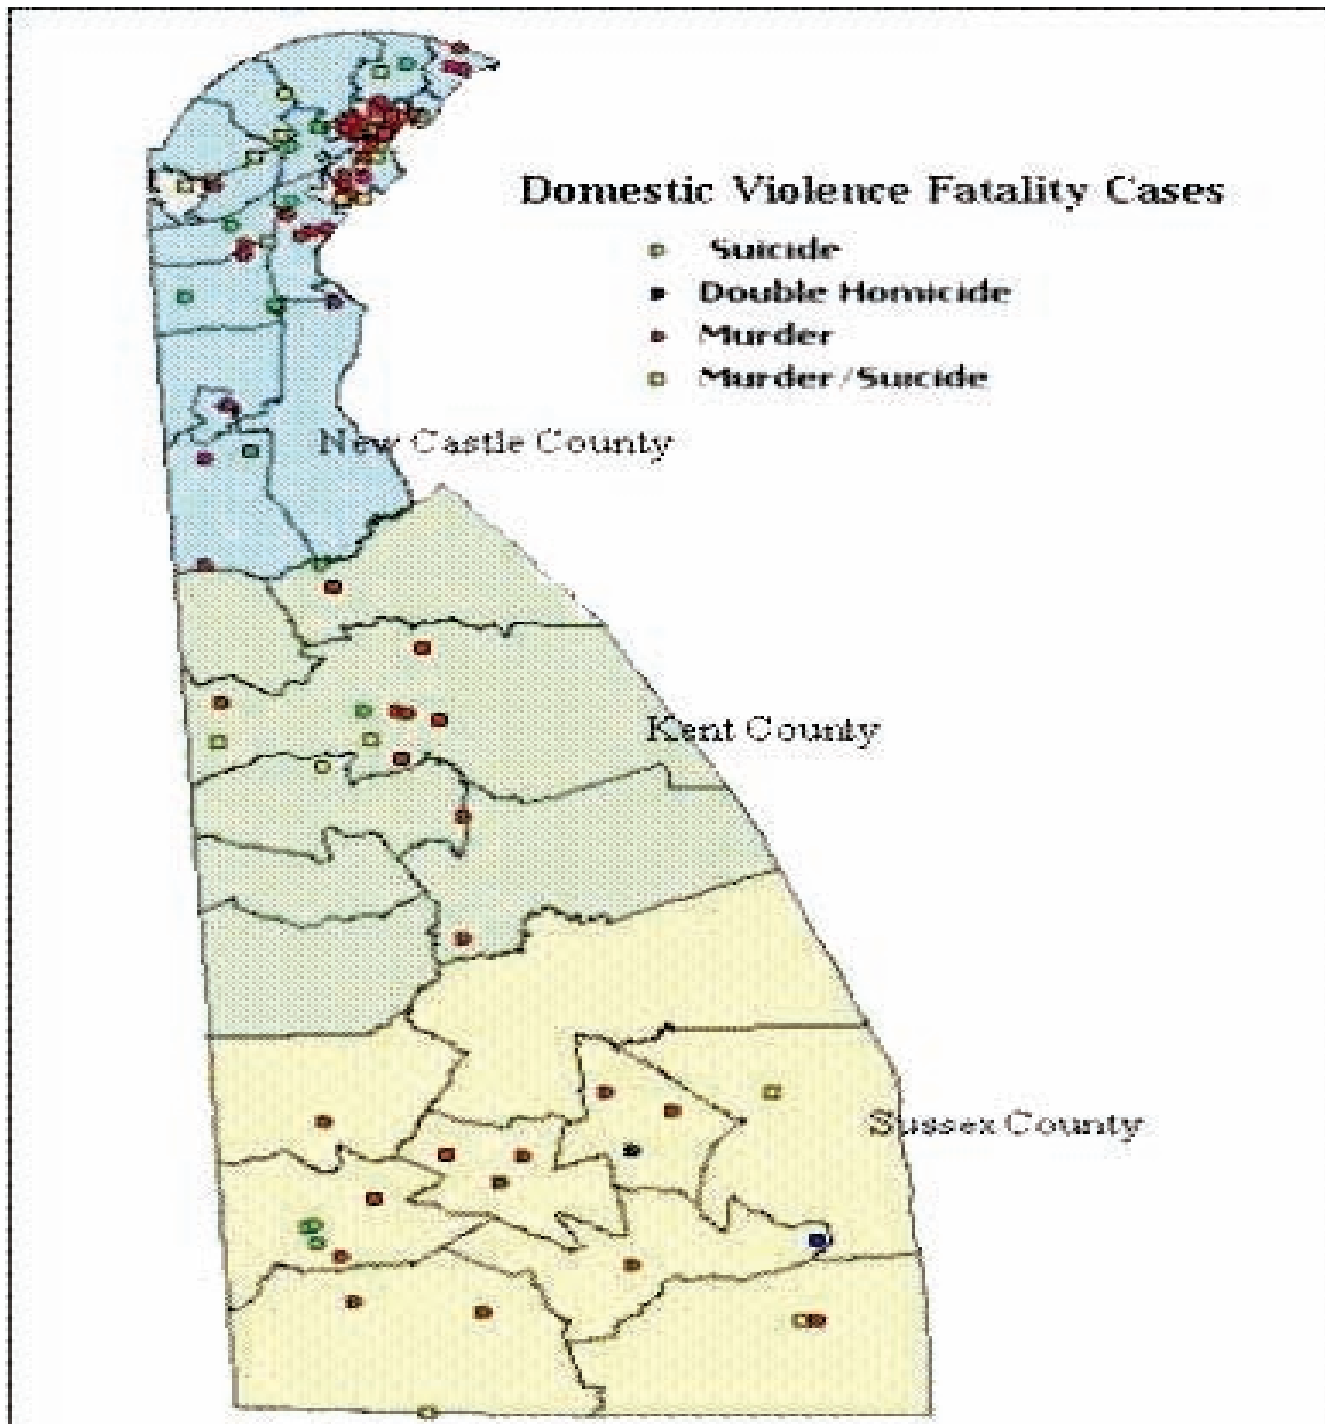 Domestic Violence Fatality Cases
Suicide
Double Homicide
Murder
Murder/Suicide
New Castle County
Kent County
Sussex County